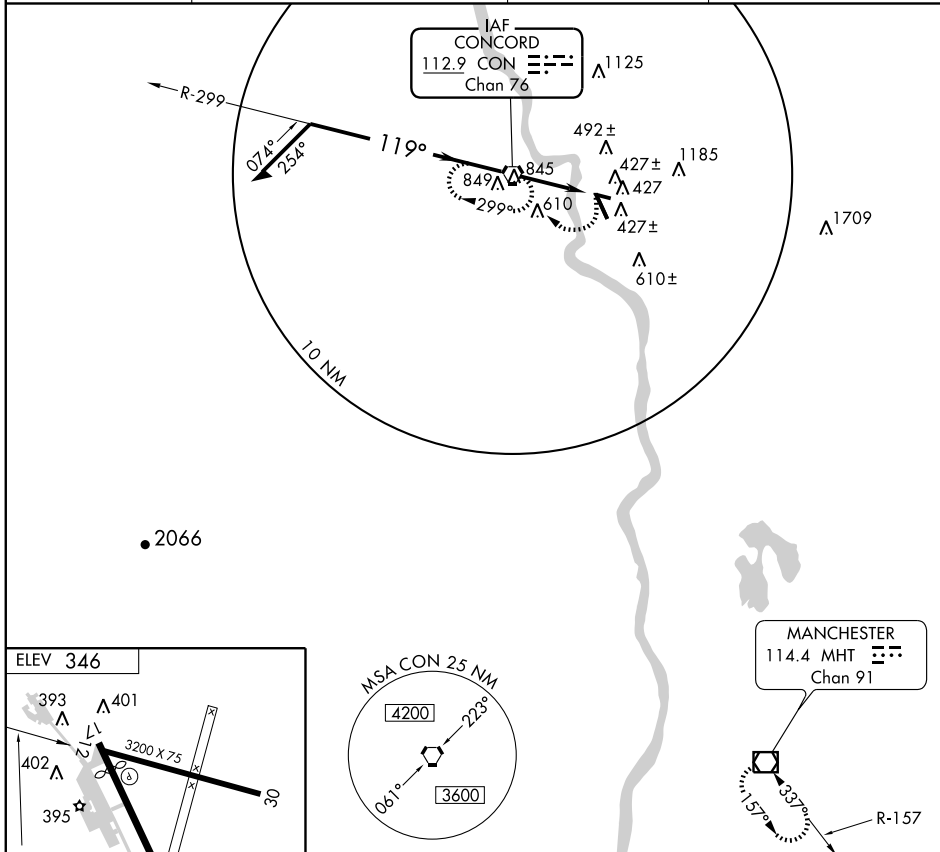 IAF
CONCORD
112.9 CON
Chan 76
1125
R-299
492±
119°
074°
254°
427±
1185
849
845
427
299°
610
427±
1709
610±
10 NM
2066
MANCHESTER
114.4 MHT
Chan 91
ELEV 346
MSA CON 25 NM
393
401
4200
223°
17
12
3200 X 75
402
P
061°
3600
30
395
157°
337°
R-157